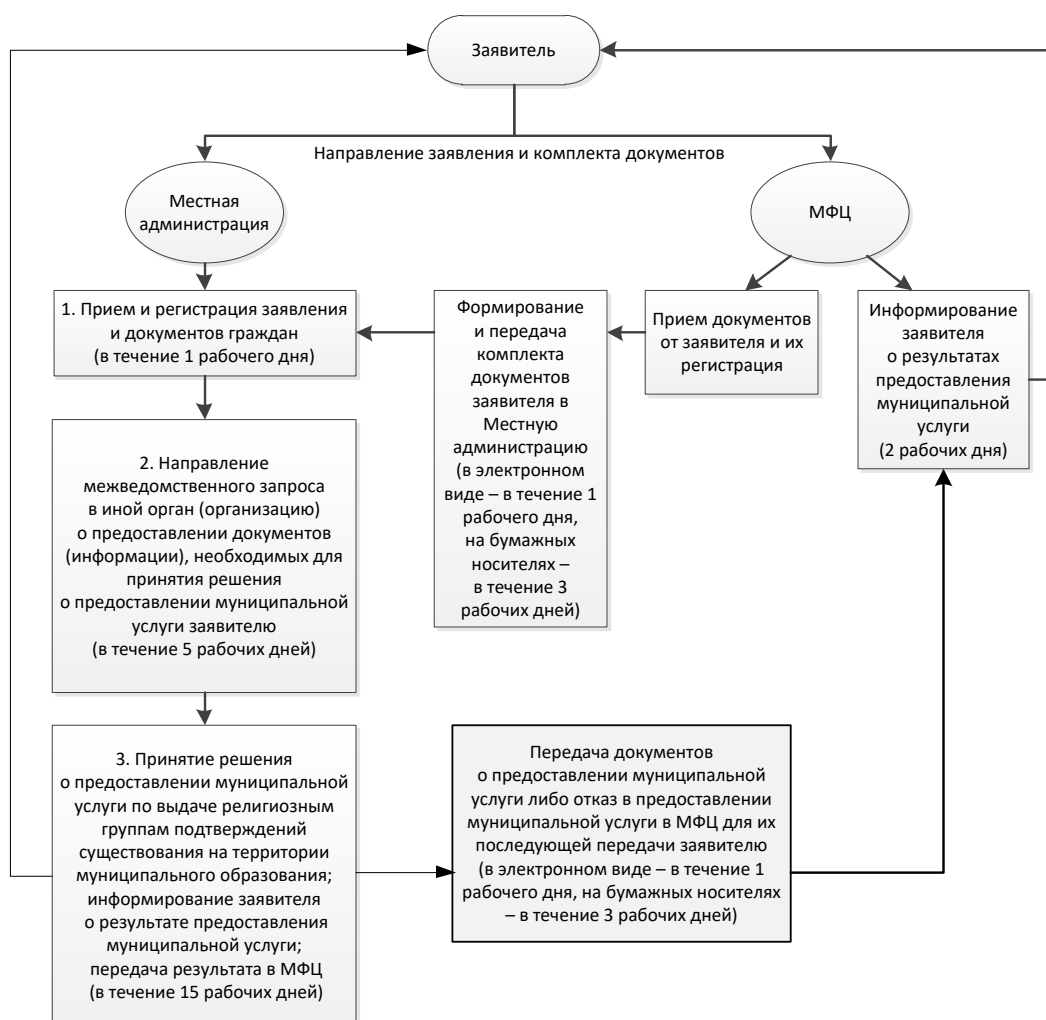 Заявитель
Направление заявления и комплекта документов
Местная
администрация
МФЦ
1. Прием и регистрация заявления
и документов граждан
(в течение 1 рабочего дня)
Формирование
и передача
комплекта
документов
заявителя в
Местную
администрацию
(в электронном
виде – в течение 1
рабочего дня,
на бумажных
носителях –
в течение 3
рабочих дней)
Прием документов
от заявителя и их
регистрация
Информирование
заявителя
о результатах
предоставления
муниципальной
услуги
(2 рабочих дня)
2. Направление
межведомственного запроса
в иной орган (организацию)
о предоставлении документов
(информации), необходимых для
принятия решения
о предоставлении муниципальной
услуги заявителю
(в течение 5 рабочих дней)
3. Принятие решения
о предоставлении муниципальной
услуги по выдаче религиозным
группам подтверждений
существования на территории
муниципального образования;
информирование заявителя
о результате предоставления
муниципальной услуги;
передача результата в МФЦ
(в течение 15 рабочих дней)
Передача документов
о предоставлении муниципальной
услуги либо отказ в предоставлении
муниципальной услуги в МФЦ для их
последующей передачи заявителю
(в электронном виде – в течение 1
рабочего дня, на бумажных носителях
– в течение 3 рабочих дней)